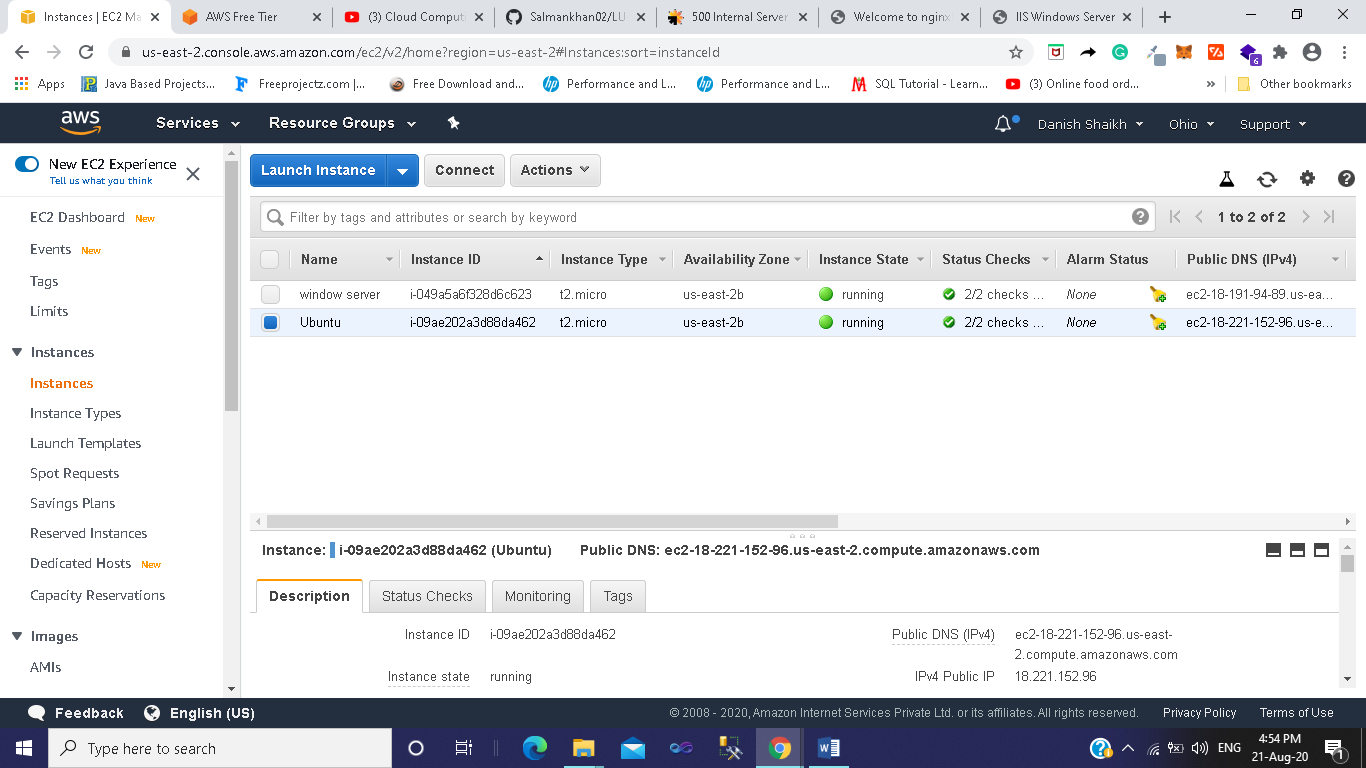 Instances | EC2 Ma
AWS Free Tier
(3) Cloud Comput
Salmankhan02/LU
500 Internal Server
Welcome to nginx
IIS Windows Server
us-east-2.console.aws.amazon.com/ec2/v2/home?region=us-east-2#Instances:sort=instanceId
6
Apps
Java Based Projects...
Freeprojectz.com |...
Free Download and...
Performance and L...
Performance and L...
SQL Tutorial - Learn...
(3) Online food ord...
»
Other bookmarks
aws
Services
Resource Groups
Danish Shaikh
Ohio
Support
New EC2 Experience
Tell us what you think
Launch Instance
Connect
Actions
EC2 Dashboard New
Events New
Tags
Limits
Instances
Instances
Instance Types
Launch Templates
Spot Requests
Savings Plans
Reserved Instances
Dedicated Hosts New
Capacity Reservations
Images
AMIs
Filter by tags and attributes or search by keyword
1 to 2 of 2
Name Instance ID Instance Type Availability Zone Instance State Status Checks Alarm Status Public DNS (IPv4)
window server i-049a5a6f328d6c623 t2.micro us-east-2b running 2/2 checks ... None ec2-18-191-94-89.us-ea...
Ubuntu i-09ae202a3d88da462 t2.micro us-east-2b running 2/2 checks ... None ec2-18-221-152-96.us-e...
Instance: i-09ae202a3d88da462 (Ubuntu) Public DNS: ec2-18-221-152-96.us-east-2.compute.amazonaws.com
Description
Status Checks
Monitoring
Tags
Instance ID i-09ae202a3d88da462
Public DNS (IPv4) ec2-18-221-152-96.us-east-
2.compute.amazonaws.com
Instance state running
IPv4 Public IP 18.221.152.96
Feedback
English (US)
© 2008 - 2020, Amazon Internet Services Private Ltd. or its affiliates. All rights reserved.
Privacy Policy
Terms of Use
Type here to search
ENG
4:54 PM
21-Aug-20
1